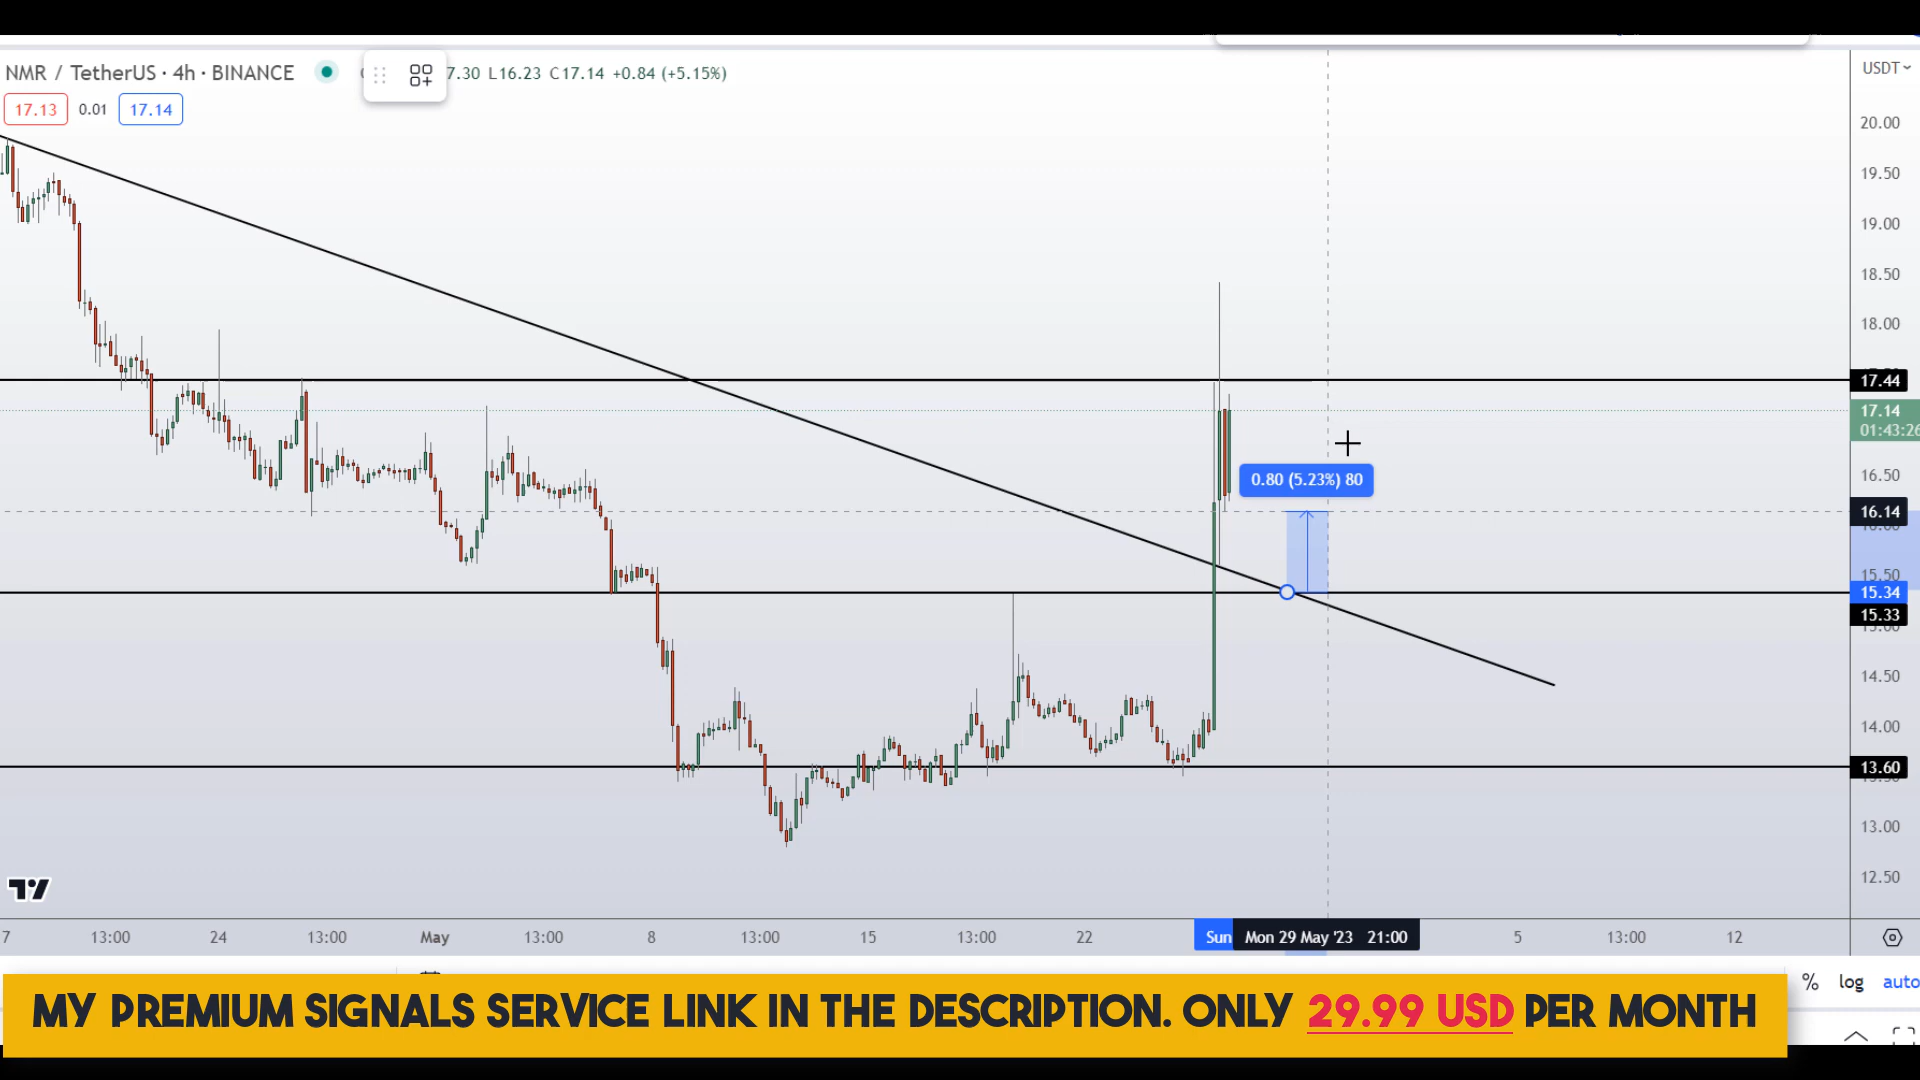 NMR / TetherUS · 4h · BINANCE 7.30 L16.23 C17.14 +0.84 (+5.15%)
17.13 0.01 17.14
USDT
20.00
19.50
19.00
18.50
18.00
17.44
17.14
01:43:26
16.50
16.14
15.50
15.34
15.33
14.50
14.00
13.60
13.00
12.50
0.80 (5.23%) 80
7 13:00 24 13:00 May 13:00 8 13:00 15 13:00 22 Sun Mon 29 May '23 21:00 5 13:00 12
% log auto
MY PREMIUM SIGNALS SERVICE LINK IN THE DESCRIPTION. ONLY 29.99 USD PER MONTH